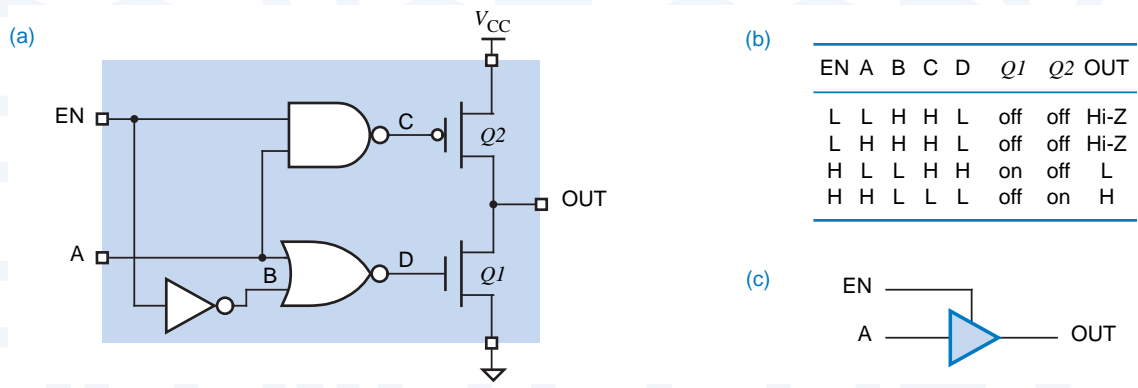 (a)
V_CC
EN
C
Q2
OUT
A
B
D
Q1
(b)
EN A B C D Q1 Q2 OUT
L L H H L off off Hi-Z
L H H H L off off Hi-Z
H L L H H on off L
H H L L L off on H
(c)
EN
A
OUT